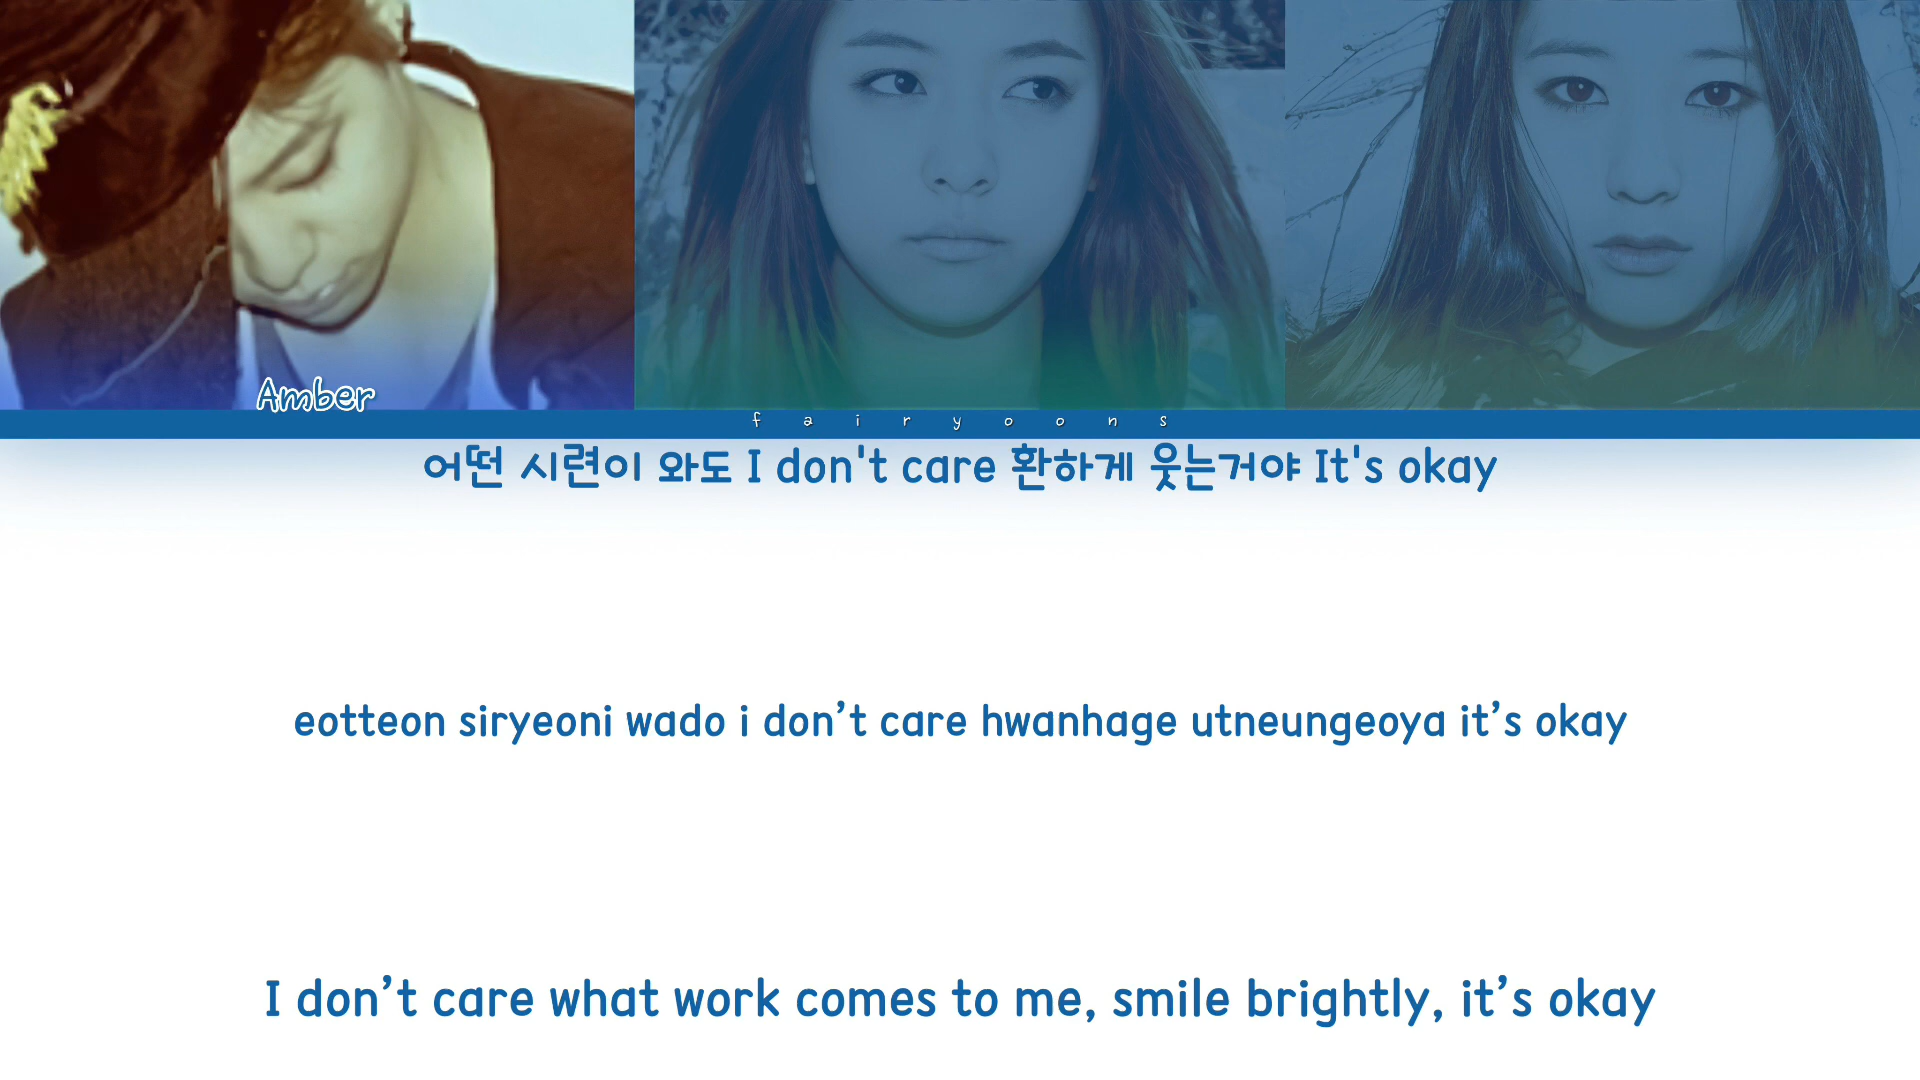 Amber
fairyoons
어떤 시련이 와도 I don't care 환하게 웃는거야 It's okay
eotteon siryeoni wado i don’t care hwanhage utneungeoya it’s okay
I don’t care what work comes to me, smile brightly, it’s okay